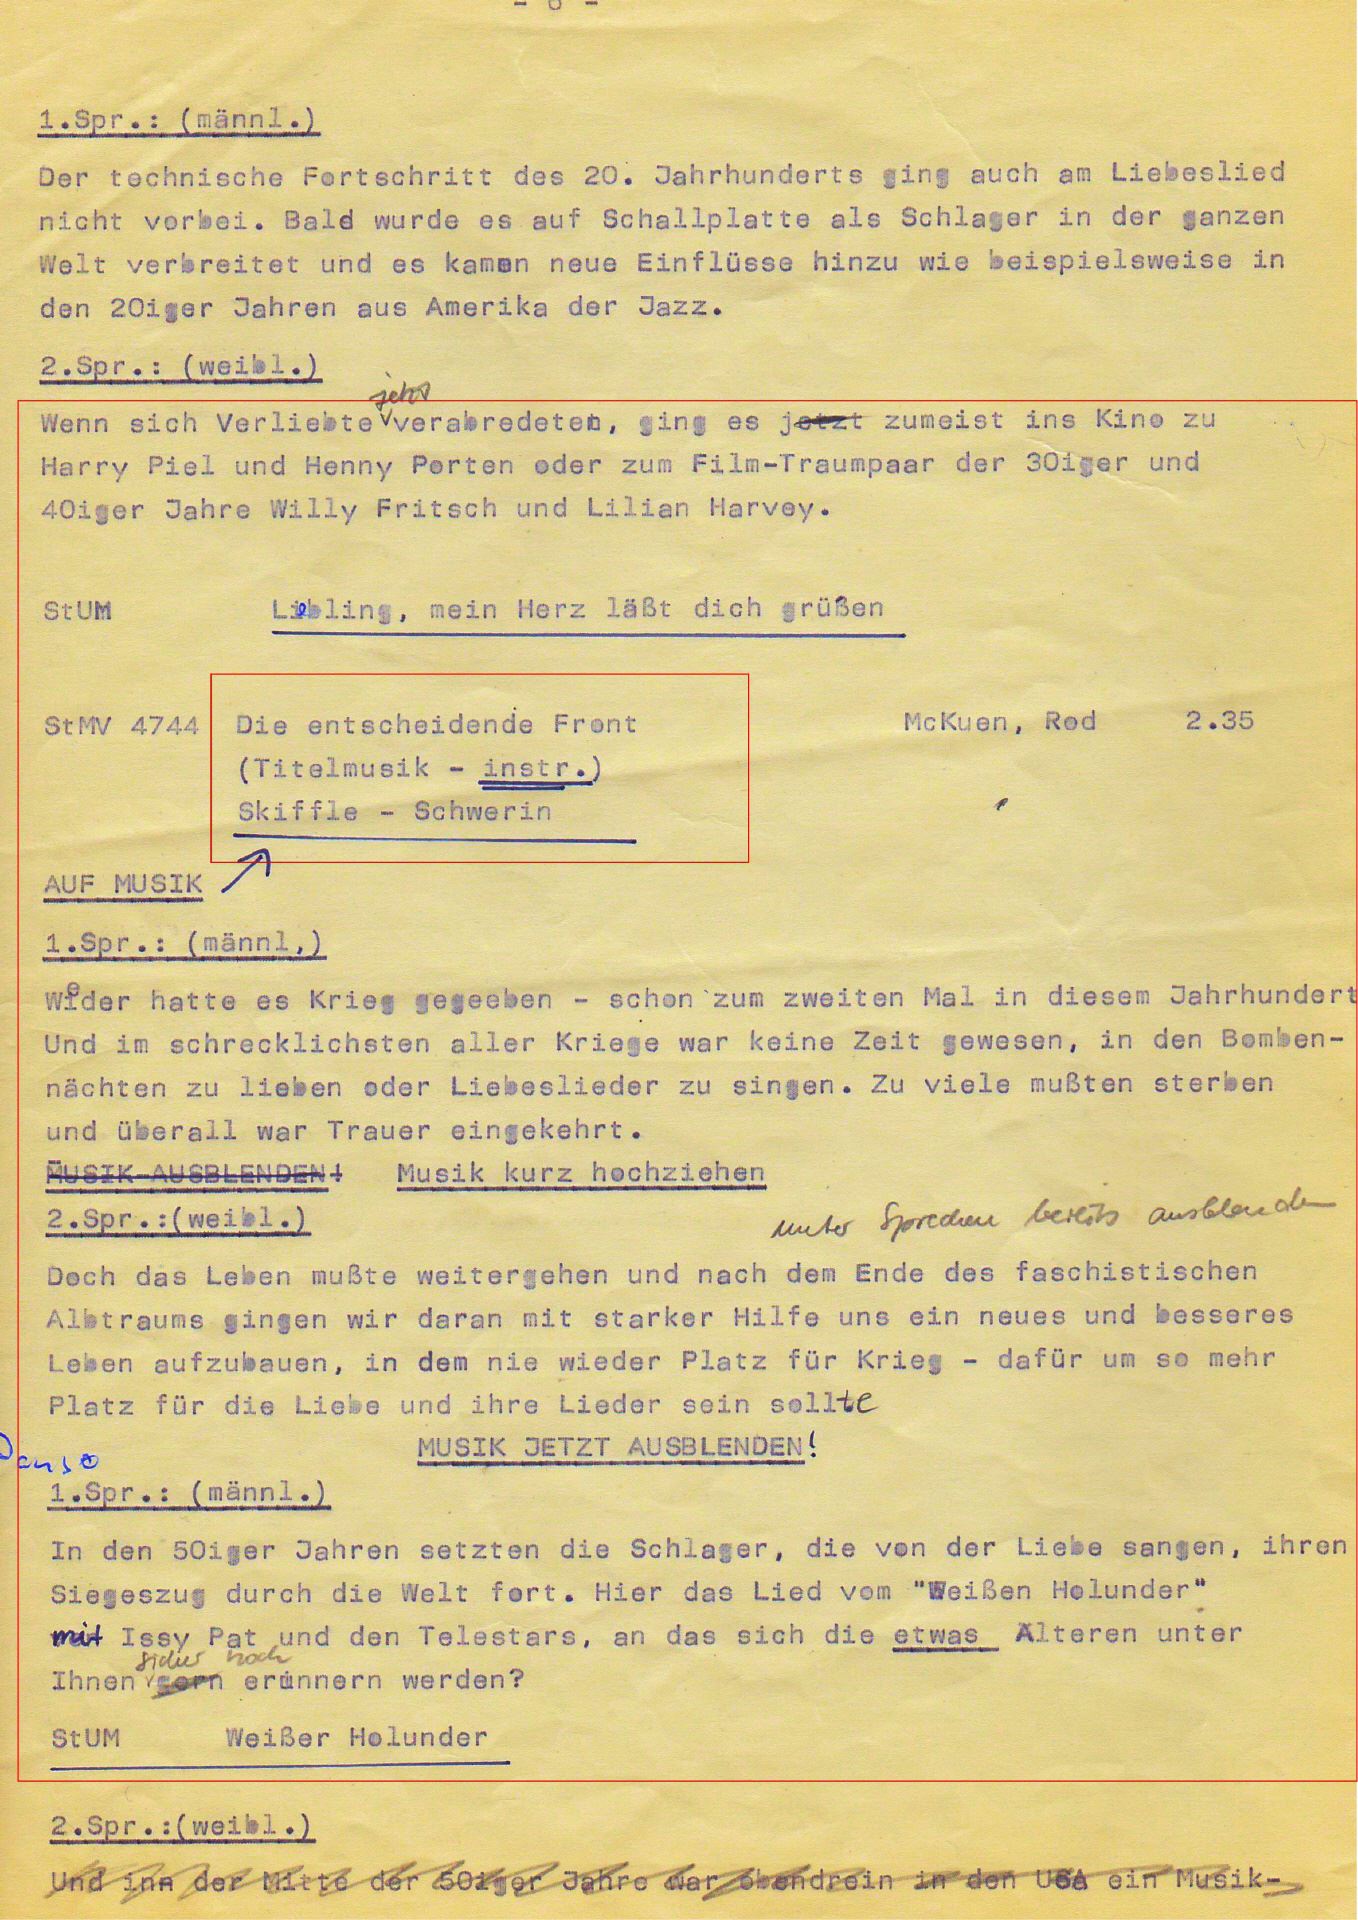 - 6 -
1.Spr.: (männl.)
Der technische Fortschritt des 20. Jahrhunderts ging auch am Liebeslied
nicht vorbei. Bald wurde es auf Schallplatte als Schlager in der ganzen
Welt verbreitet und es kamen neue Einflüsse hinzu wie beispielsweise in
den 20iger Jahren aus Amerika der Jazz.
2.Spr.: (weibl.)
jetzt
Wenn sich Verliebte verabredeten, ging es jetzt zumeist ins Kino zu
Harry Piel und Henny Porten oder zum Film-Traumpaar der 30iger und
40iger Jahre Willy Fritsch und Lilian Harvey.
StUM Liebling, mein Herz läßt dich grüßen
StMV 4744 Die entscheidende Front McKuen, Rod 2.35
(Titelmusik - instr.)
Skiffle - Schwerin
AUF MUSIK
1.Spr.: (männl,)
Wieder hatte es Krieg gegeeben - schon zum zweiten Mal in diesem Jahrhundert
Und im schrecklichsten aller Kriege war keine Zeit gewesen, in den Bomben-
nächten zu lieben oder Liebeslieder zu singen. Zu viele mußten sterben
und überall war Trauer eingekehrt.
MUSIK-AUSBLENDEN! Musik kurz hochziehen
2.Spr.:(weibl.) unter Sprechen bereits ausblenden
Doch das Leben mußte weitergehen und nach dem Ende des faschistischen
Albtraums gingen wir daran mit starker Hilfe uns ein neues und besseres
Leben aufzubauen, in dem nie wieder Platz für Krieg - dafür um so mehr
Platz für die Liebe und ihre Lieder sein sollte
MUSIK JETZT AUSBLENDEN!
Pause
1.Spr.: (männl.)
In den 50iger Jahren setzten die Schlager, die von der Liebe sangen, ihren
Siegeszug durch die Welt fort. Hier das Lied vom "Weißen Holunder"
mit Issy Pat und den Telestars, an das sich die etwas Älteren unter
sicher noch
Ihnen gern erinnern werden?
StUM Weißer Holunder
2.Spr.:(weibl.)
Und inn der Mitte der 50iger Jahre war obendrein in den USA ein Musik-